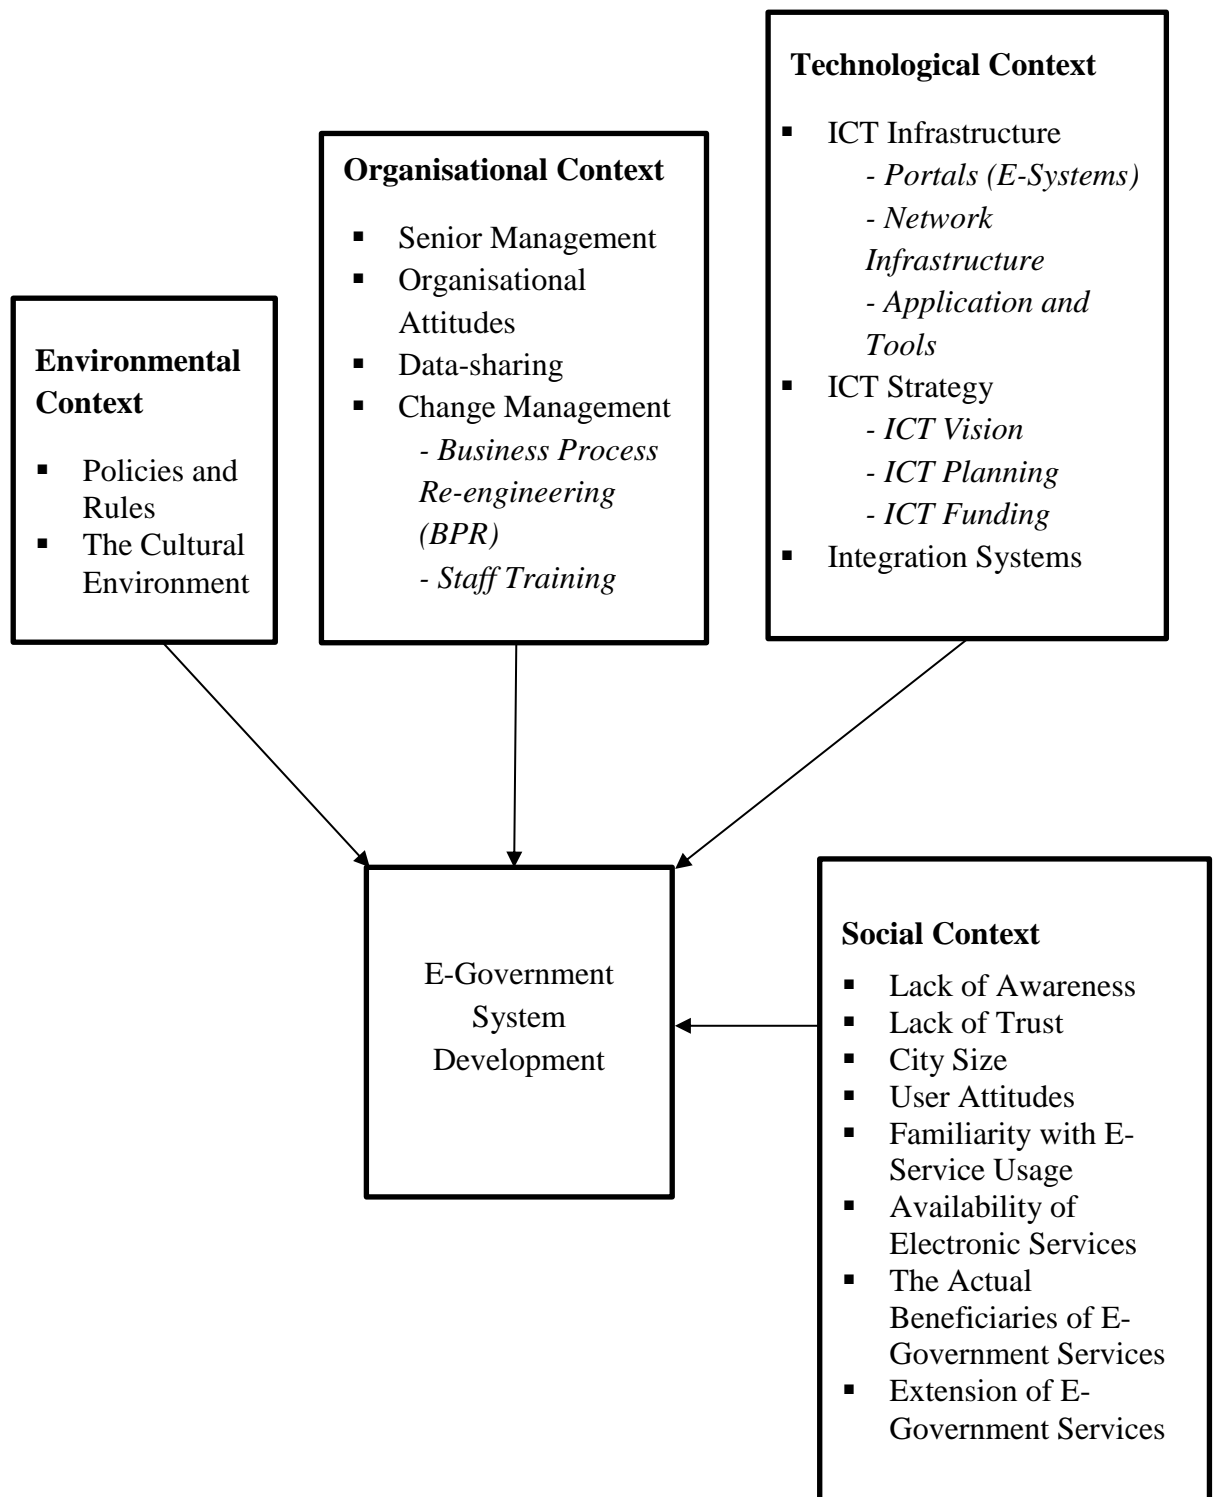 Technological Context
▪ ICT Infrastructure
- Portals (E-Systems)
- Network
Infrastructure
- Application and
Tools
▪ ICT Strategy
- ICT Vision
- ICT Planning
- ICT Funding
▪ Integration Systems
Organisational Context
▪ Senior Management
▪ Organisational
Attitudes
▪ Data-sharing
▪ Change Management
- Business Process
Re-engineering
(BPR)
- Staff Training
Environmental
Context
▪ Policies and
Rules
▪ The Cultural
Environment
E-Government
System
Development
Social Context
▪ Lack of Awareness
▪ Lack of Trust
▪ City Size
▪ User Attitudes
▪ Familiarity with E-
Service Usage
▪ Availability of
Electronic Services
▪ The Actual
Beneficiaries of E-
Government Services
▪ Extension of E-
Government Services